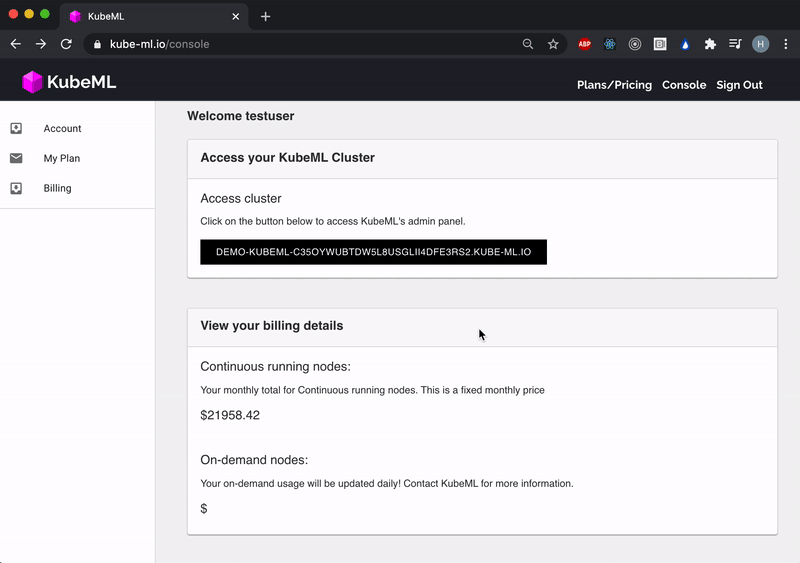 KubeML
kube-ml.io/console
ABP
H
KubeML
Plans/Pricing Console Sign Out
Account
My Plan
Billing
Welcome testuser
Access your KubeML Cluster
Access cluster
Click on the button below to access KubeML's admin panel.
DEMO-KUBEML-C35OYWUBTDW5L8USGLII4DFE3RS2.KUBE-ML.IO
View your billing details
Continuous running nodes:
Your monthly total for Continuous running nodes. This is a fixed monthly price
$21958.42
On-demand nodes:
Your on-demand usage will be updated daily! Contact KubeML for more information.
$